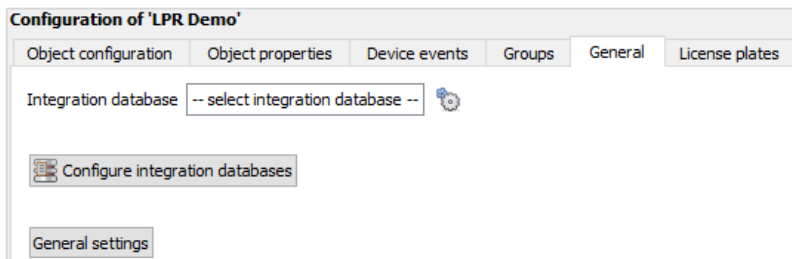 Configuration of 'LPR Demo'
Object configuration Object properties Device events Groups General License plates
Integration database -- select integration database --
Configure integration databases
General settings